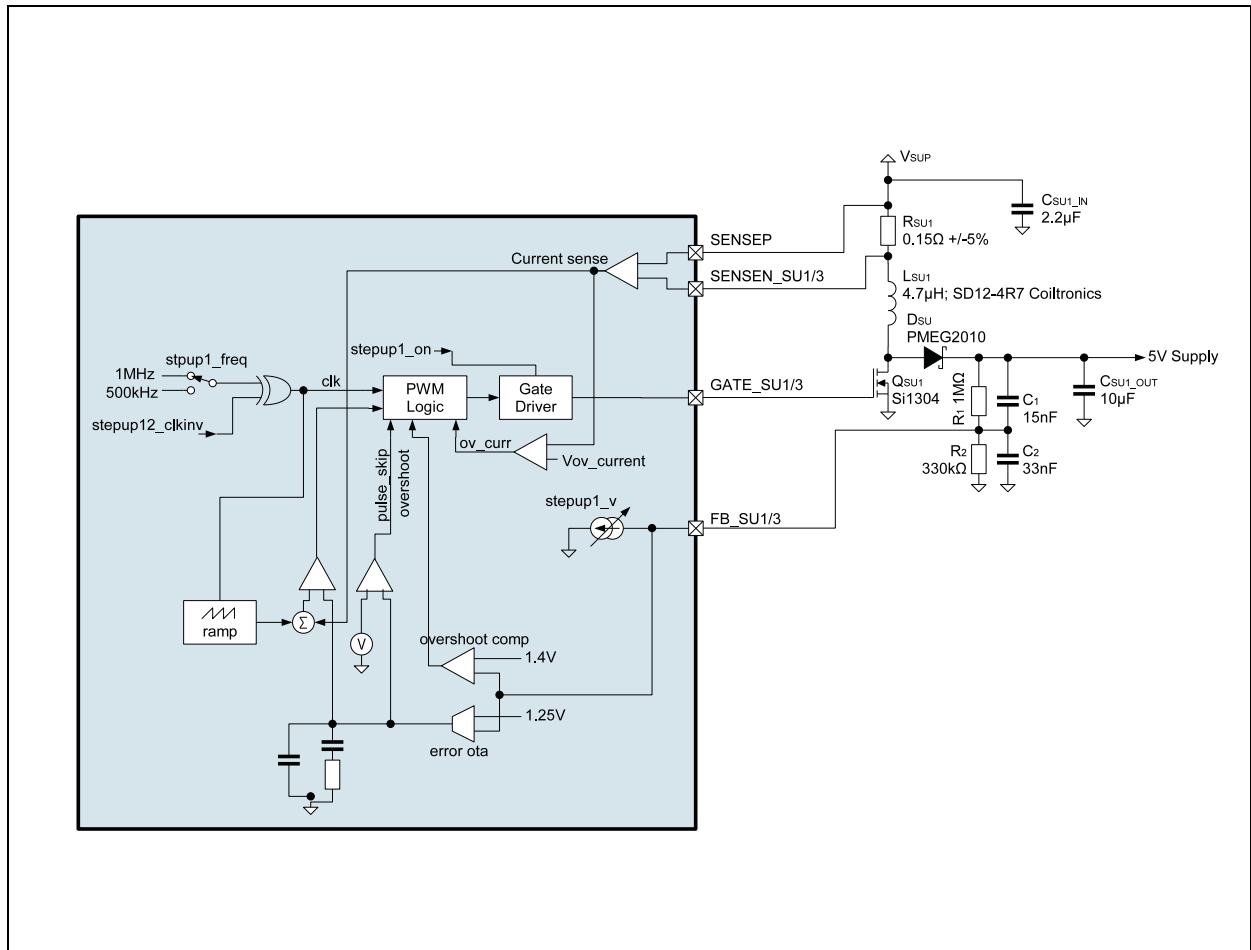 VSUP
CSU1_IN
2.2µF
RSU1
0.15Ω +/-5%
SENSEP
Current sense
SENSEN_SU1/3
LSU1
4.7µH; SD12-4R7 Coiltronics
DSU
PMEG2010
5V Supply
stepup1_on
stpup1_freq
1MHz
500kHz
clk
PWM
Logic
Gate
Driver
GATE_SU1/3
QSU1
Si1304
R1 1MΩ
C1
15nF
CSU1_OUT
10µF
stepup12_clkinv
ov_curr
Vov_current
pulse_skip
overshoot
R2
330kΩ
C2
33nF
stepup1_v
FB_SU1/3
ramp
Σ
V
overshoot comp
1.4V
1.25V
error ota